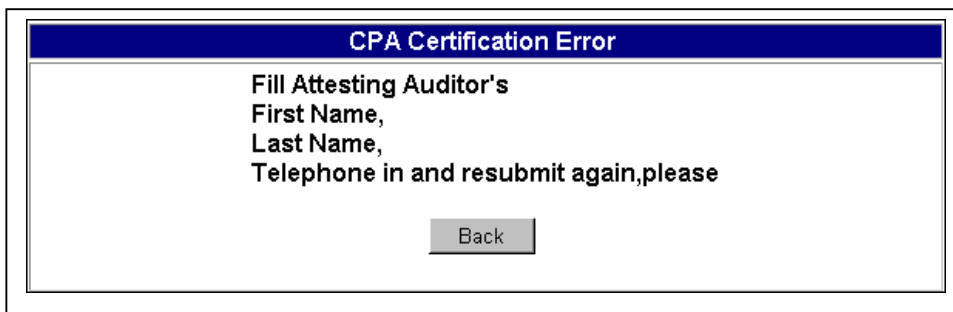 CPA Certification Error
Fill Attesting Auditor's
First Name,
Last Name,
Telephone in and resubmit again,please
Back